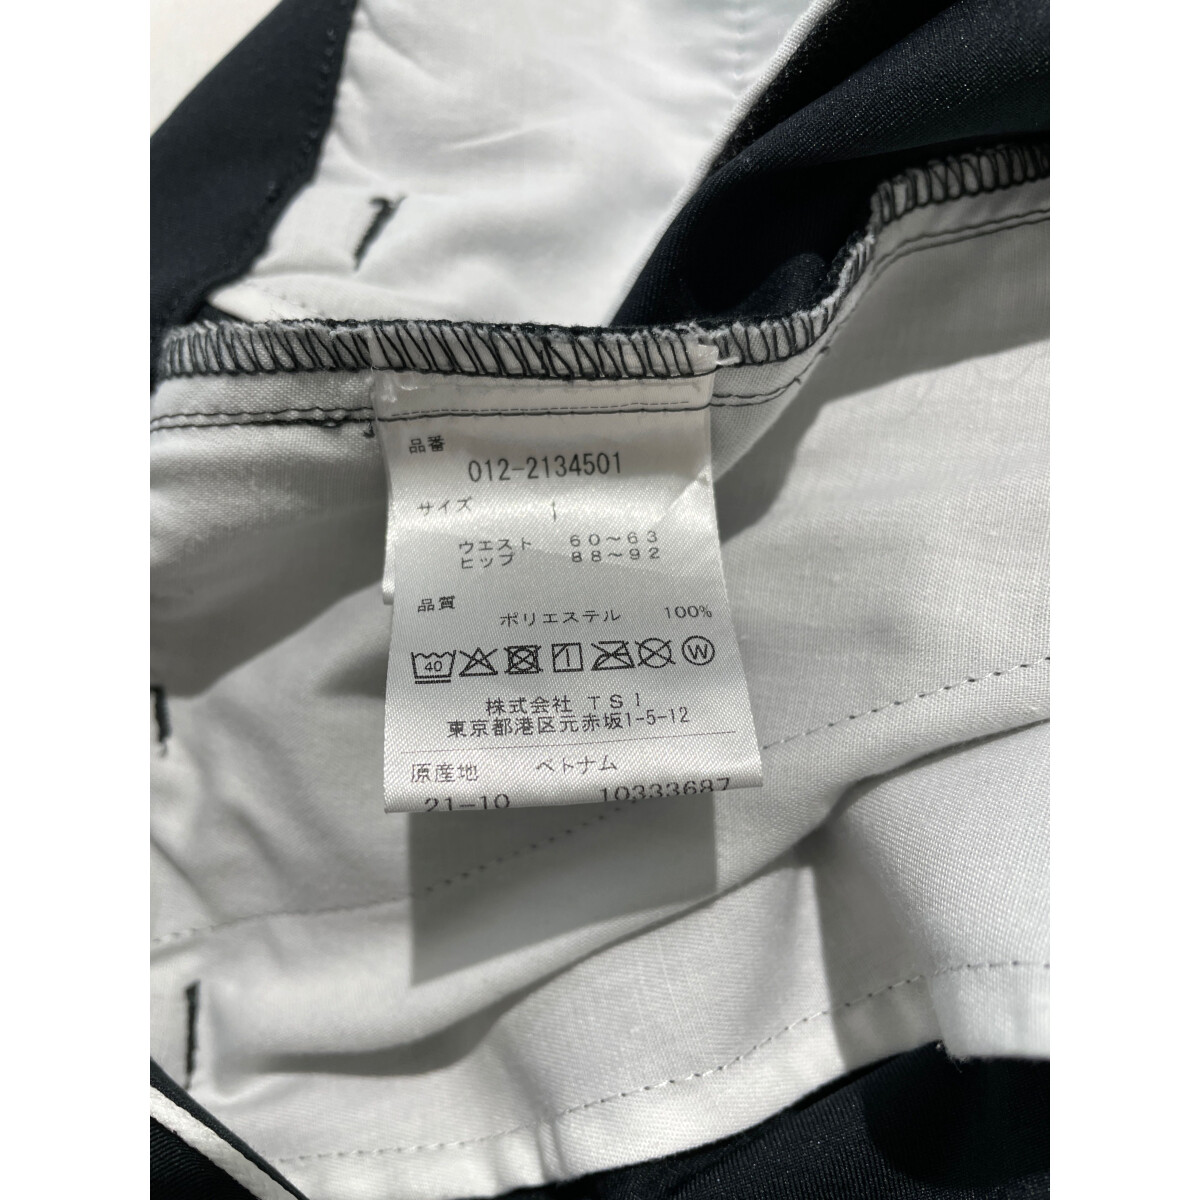 品番
012-2134501
サイズ 1
ウエスト 60～63
ヒップ 88～92
品質
ポリエステル 100%
40 W
株式会社 TSI
東京都港区元赤坂1-5-12
原産地 ベトナム
21-10 10333687